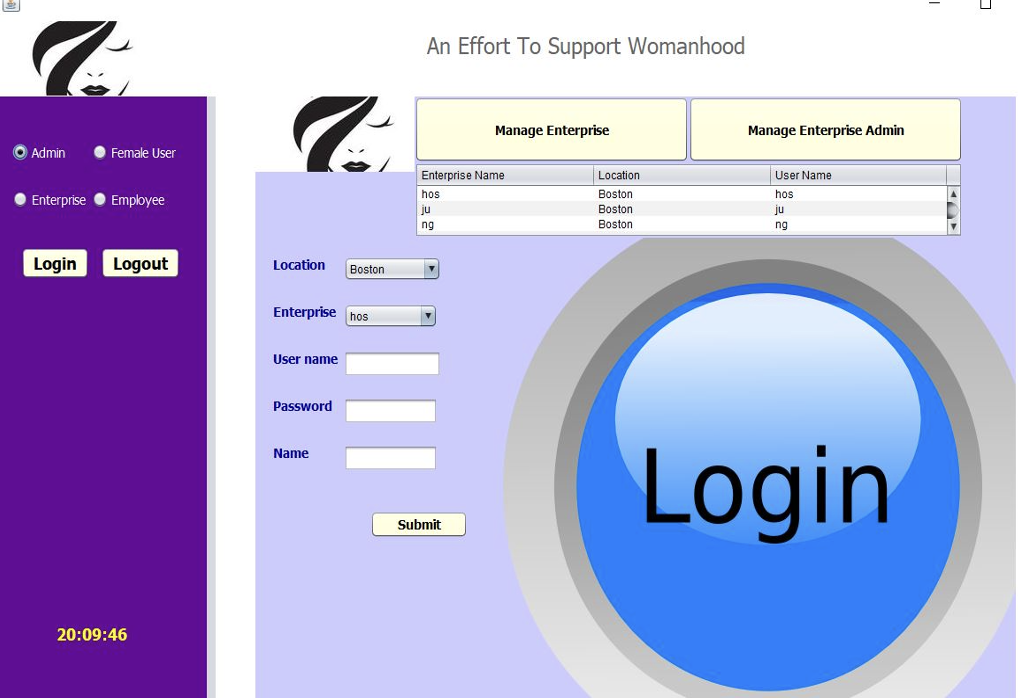 An Effort To Support Womanhood
Admin Female User
Enterprise Employee
Login Logout
20:09:46
Manage Enterprise Manage Enterprise Admin
Enterprise Name Location User Name
hos Boston hos
ju Boston ju
ng Boston ng
Location Boston
Enterprise hos
User name
Password
Name
Submit
Login